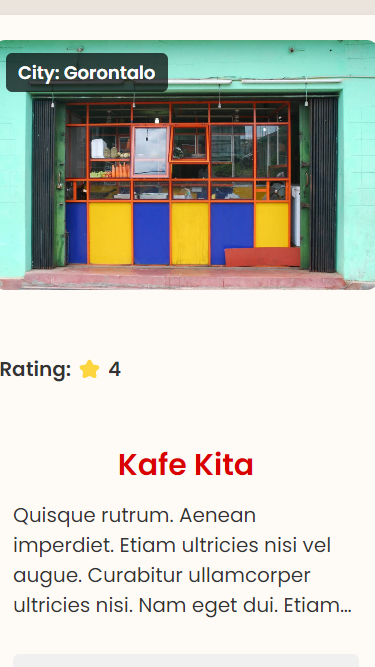 City: Gorontalo
Rating: ⭐ 4
Kafe Kita
Quisque rutrum. Aenean
imperdiet. Etiam ultricies nisi vel
augue. Curabitur ullamcorper
ultricies nisi. Nam eget dui. Etiam...